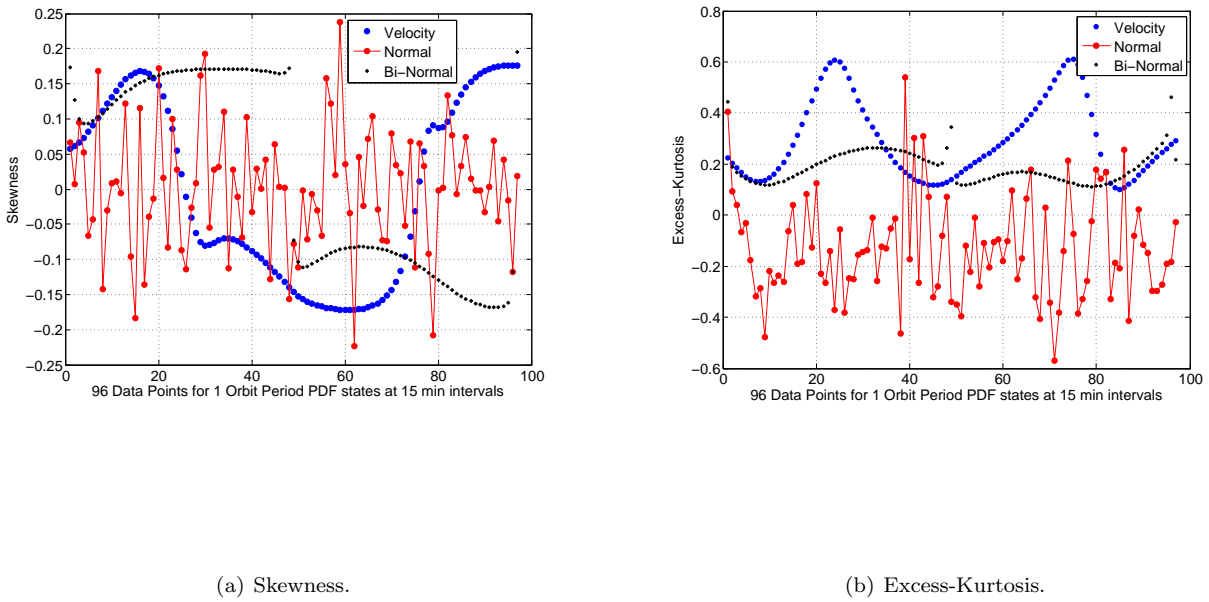 0.25
0.2
0.15
0.1
0.05
0
−0.05
−0.1
−0.15
−0.2
−0.25
Skewness
0 20 40 60 80 100
96 Data Points for 1 Orbit Period PDF states at 15 min intervals
Velocity
Normal
Bi−Normal
(a) Skewness.
0.8
0.6
0.4
0.2
0
−0.2
−0.4
−0.6
Excess−Kurtosis
0 20 40 60 80 100
96 Data Points for 1 Orbit Period PDF states at 15 min intervals
Velocity
Normal
Bi−Normal
(b) Excess-Kurtosis.